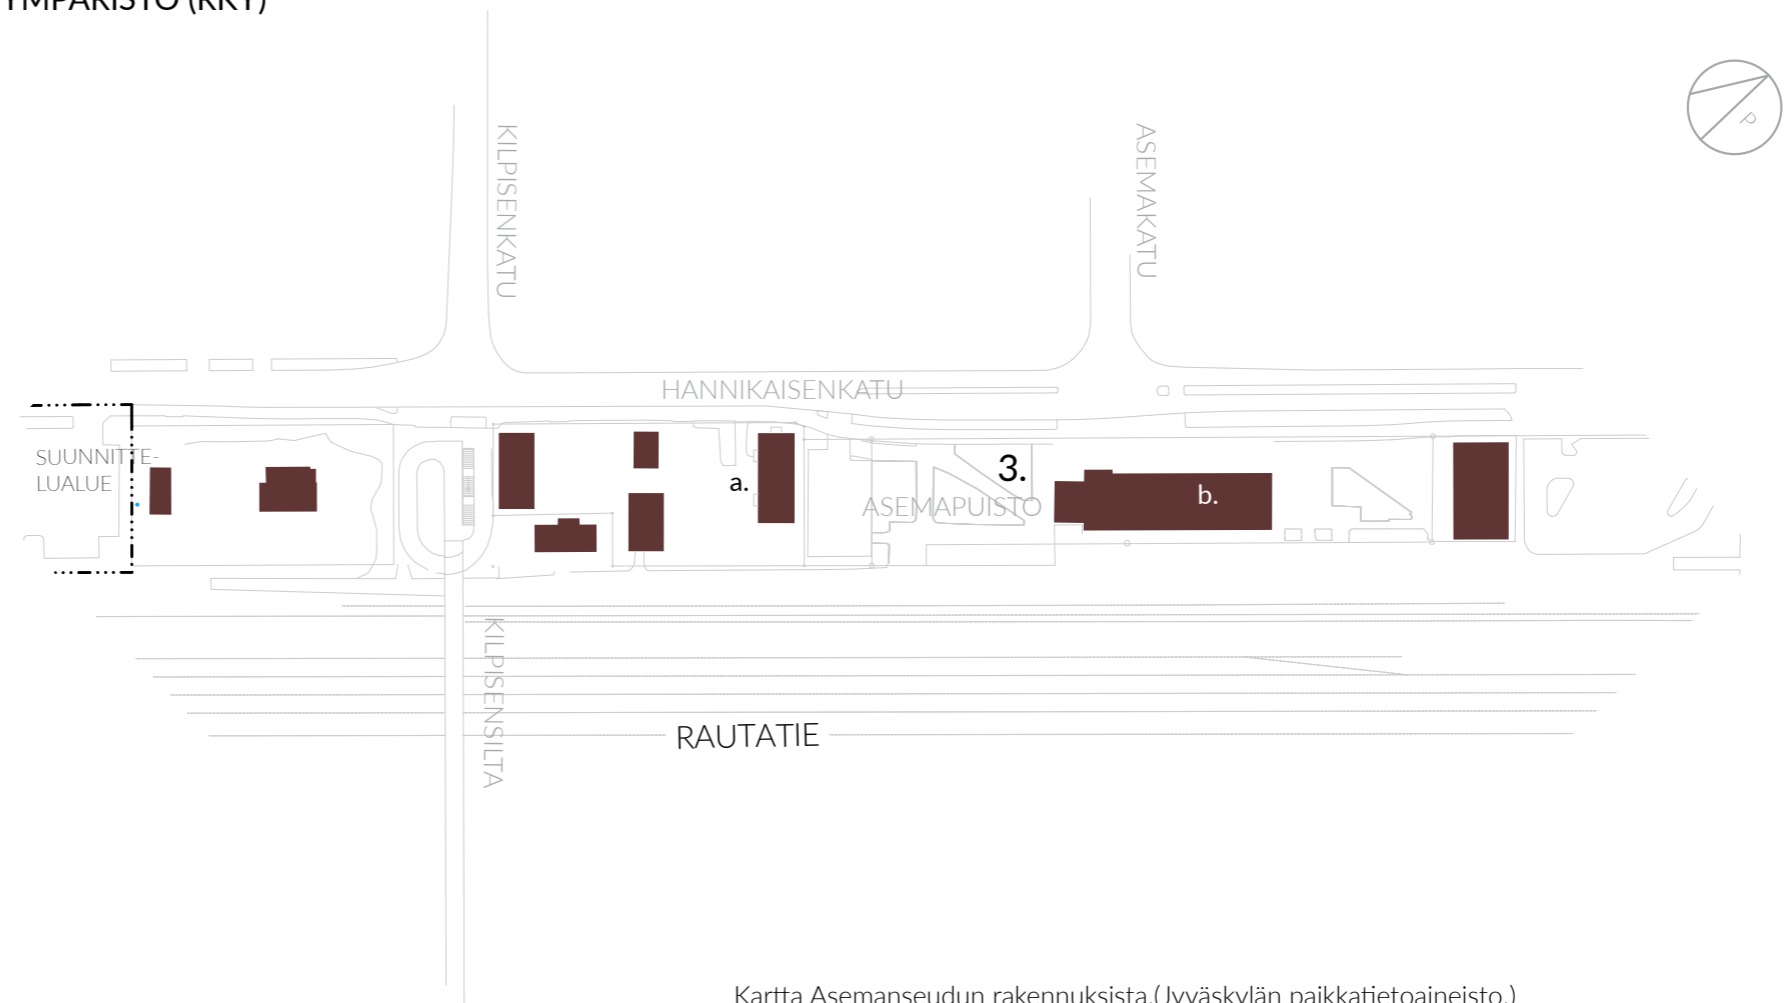 YMPÄRISTÖ (RKY)
P
KILPISENKATU
ASEMAKATU
HANNIKAISENKATU
SUUNNITTE-
LUALUE
a.
3.
ASEMAPUISTO
b.
KILPISENSILTA
RAUTATIE
Kartta Asemanseudun rakennuksista.(Jyväskylän paikkatietoaineisto.)